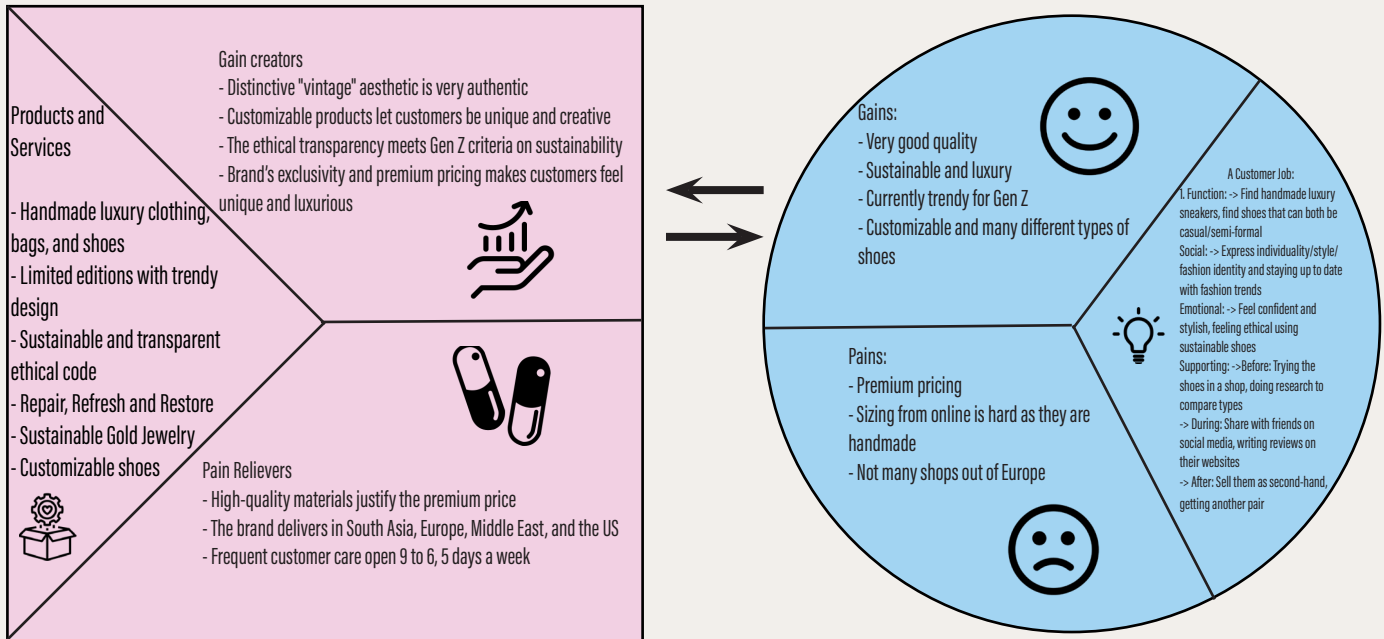 Products and
Services
- Handmade luxury clothing,
bags, and shoes
- Limited editions with trendy
design
- Sustainable and transparent
ethical code
- Repair, Refresh and Restore
- Sustainable Gold Jewelry
- Customizable shoes
Gain creators
- Distinctive "vintage" aesthetic is very authentic
- Customizable products let customers be unique and creative
- The ethical transparency meets Gen Z criteria on sustainability
- Brand's exclusivity and premium pricing makes customers feel
unique and luxurious
Pain Relievers
- High-quality materials justify the premium price
- The brand delivers in South Asia, Europe, Middle East, and the US
- Frequent customer care open 9 to 6, 5 days a week
Gains:
- Very good quality
- Sustainable and luxury
- Currently trendy for Gen Z
- Customizable and many different types of
shoes
Pains:
- Premium pricing
- Sizing from online is hard as they are
handmade
- Not many shops out of Europe
A Customer Job:
1. Function: -> Find handmade luxury
sneakers, find shoes that can both be
casual/semi-formal
Social: -> Express individuality/style/
fashion identity and staying up to date
with fashion trends
Emotional: -> Feel confident and
stylish, feeling ethical using
sustainable shoes
Supporting: ->Before: Trying the
shoes in a shop, doing research to
compare types
-> During: Share with friends on
social media, writing reviews on
their websites
-> After: Sell them as second-hand,
getting another pair